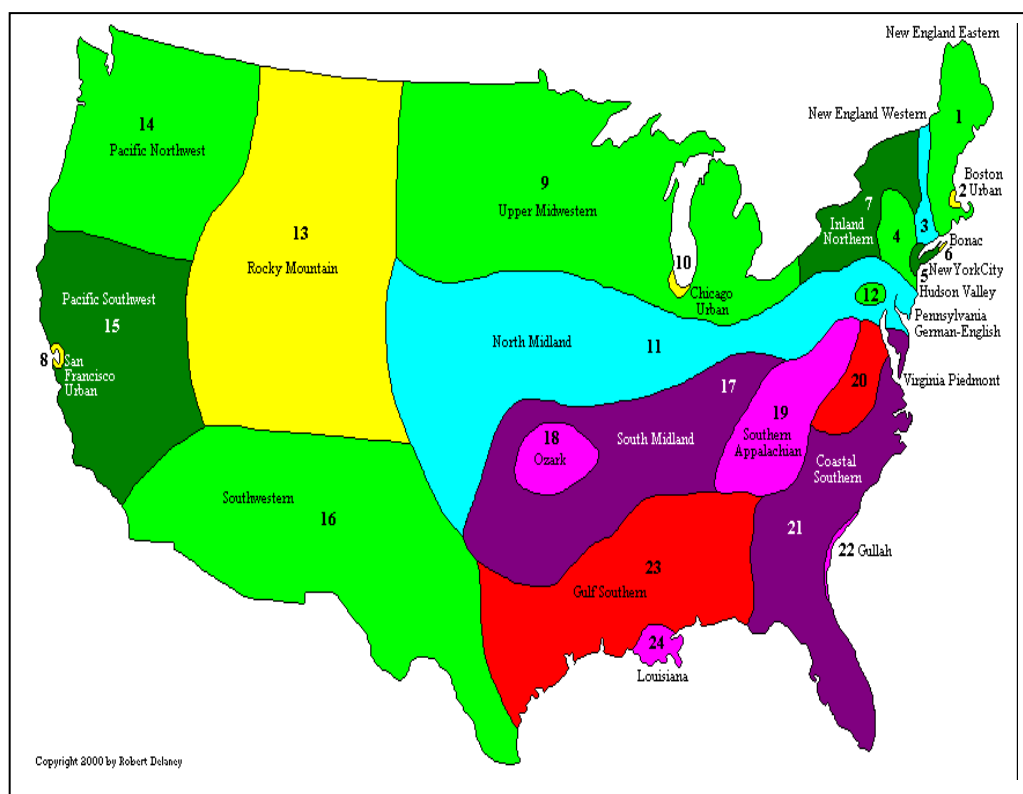 New England Eastern
New England Western
1
14
Pacific Northwest
Boston
2 Urban
9
Upper Midwestern
7
Inland
Northern
3
4
13
Rocky Mountain
Bonac
6
10
5
New York City
Pacific Southwest
15
Chicago
Urban
12
Hudson Valley
Pennsylvania
German-English
North Midland
11
8
San
Francisco
Urban
17
20
Virginia Piedmont
19
Southern
Appalachian
18
Ozark
South Midland
Coastal
Southern
Southwestern
16
21
22 Gullah
23
Gulf Southern
24
Louisiana
Copyright 2000 by Robert Delaney